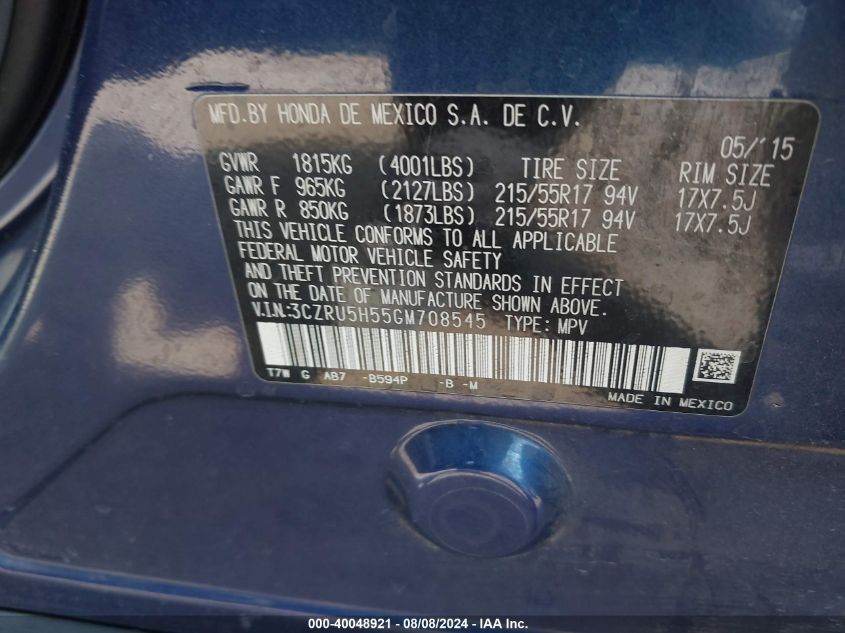 MFD.BY HONDA DE MEXICO S.A. DE C.V.
05/'15
GVWR 1815KG (4001LBS) TIRE SIZE RIM SIZE
GAWR F 965KG (2127LBS) 215/55R17 94V 17X7.5J
GAWR R 850KG (1873LBS) 215/55R17 94V 17X7.5J
THIS VEHICLE CONFORMS TO ALL APPLICABLE
FEDERAL MOTOR VEHICLE SAFETY
AND THEFT PREVENTION STANDARDS IN EFFECT
ON THE DATE OF MANUFACTURE SHOWN ABOVE.
V.I.N:3CZRU5H55GM708545 TYPE: MPV
T7W G AB7 -B594P -B -M
MADE IN MEXICO
000-40048921 - 08/08/2024 - IAA Inc.